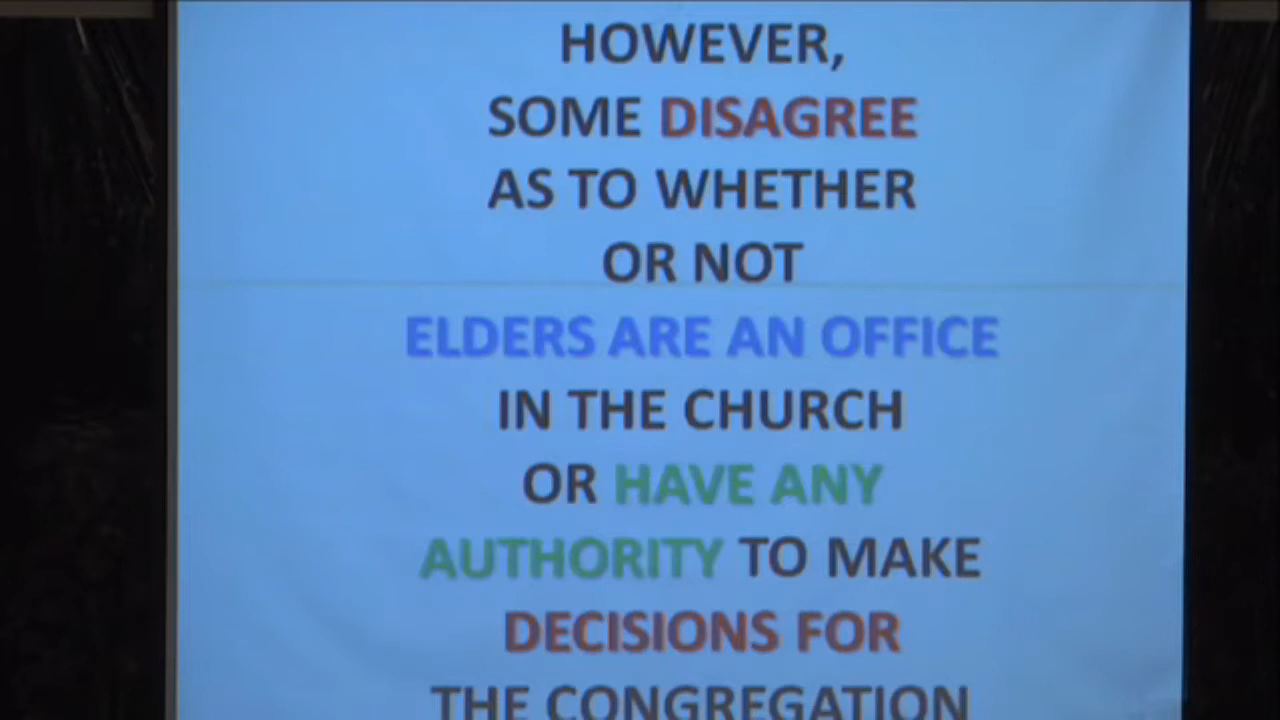 HOWEVER,
SOME DISAGREE
AS TO WHETHER
OR NOT
ELDERS ARE AN OFFICE
IN THE CHURCH
OR HAVE ANY
AUTHORITY TO MAKE
DECISIONS FOR
THE CONGREGATION